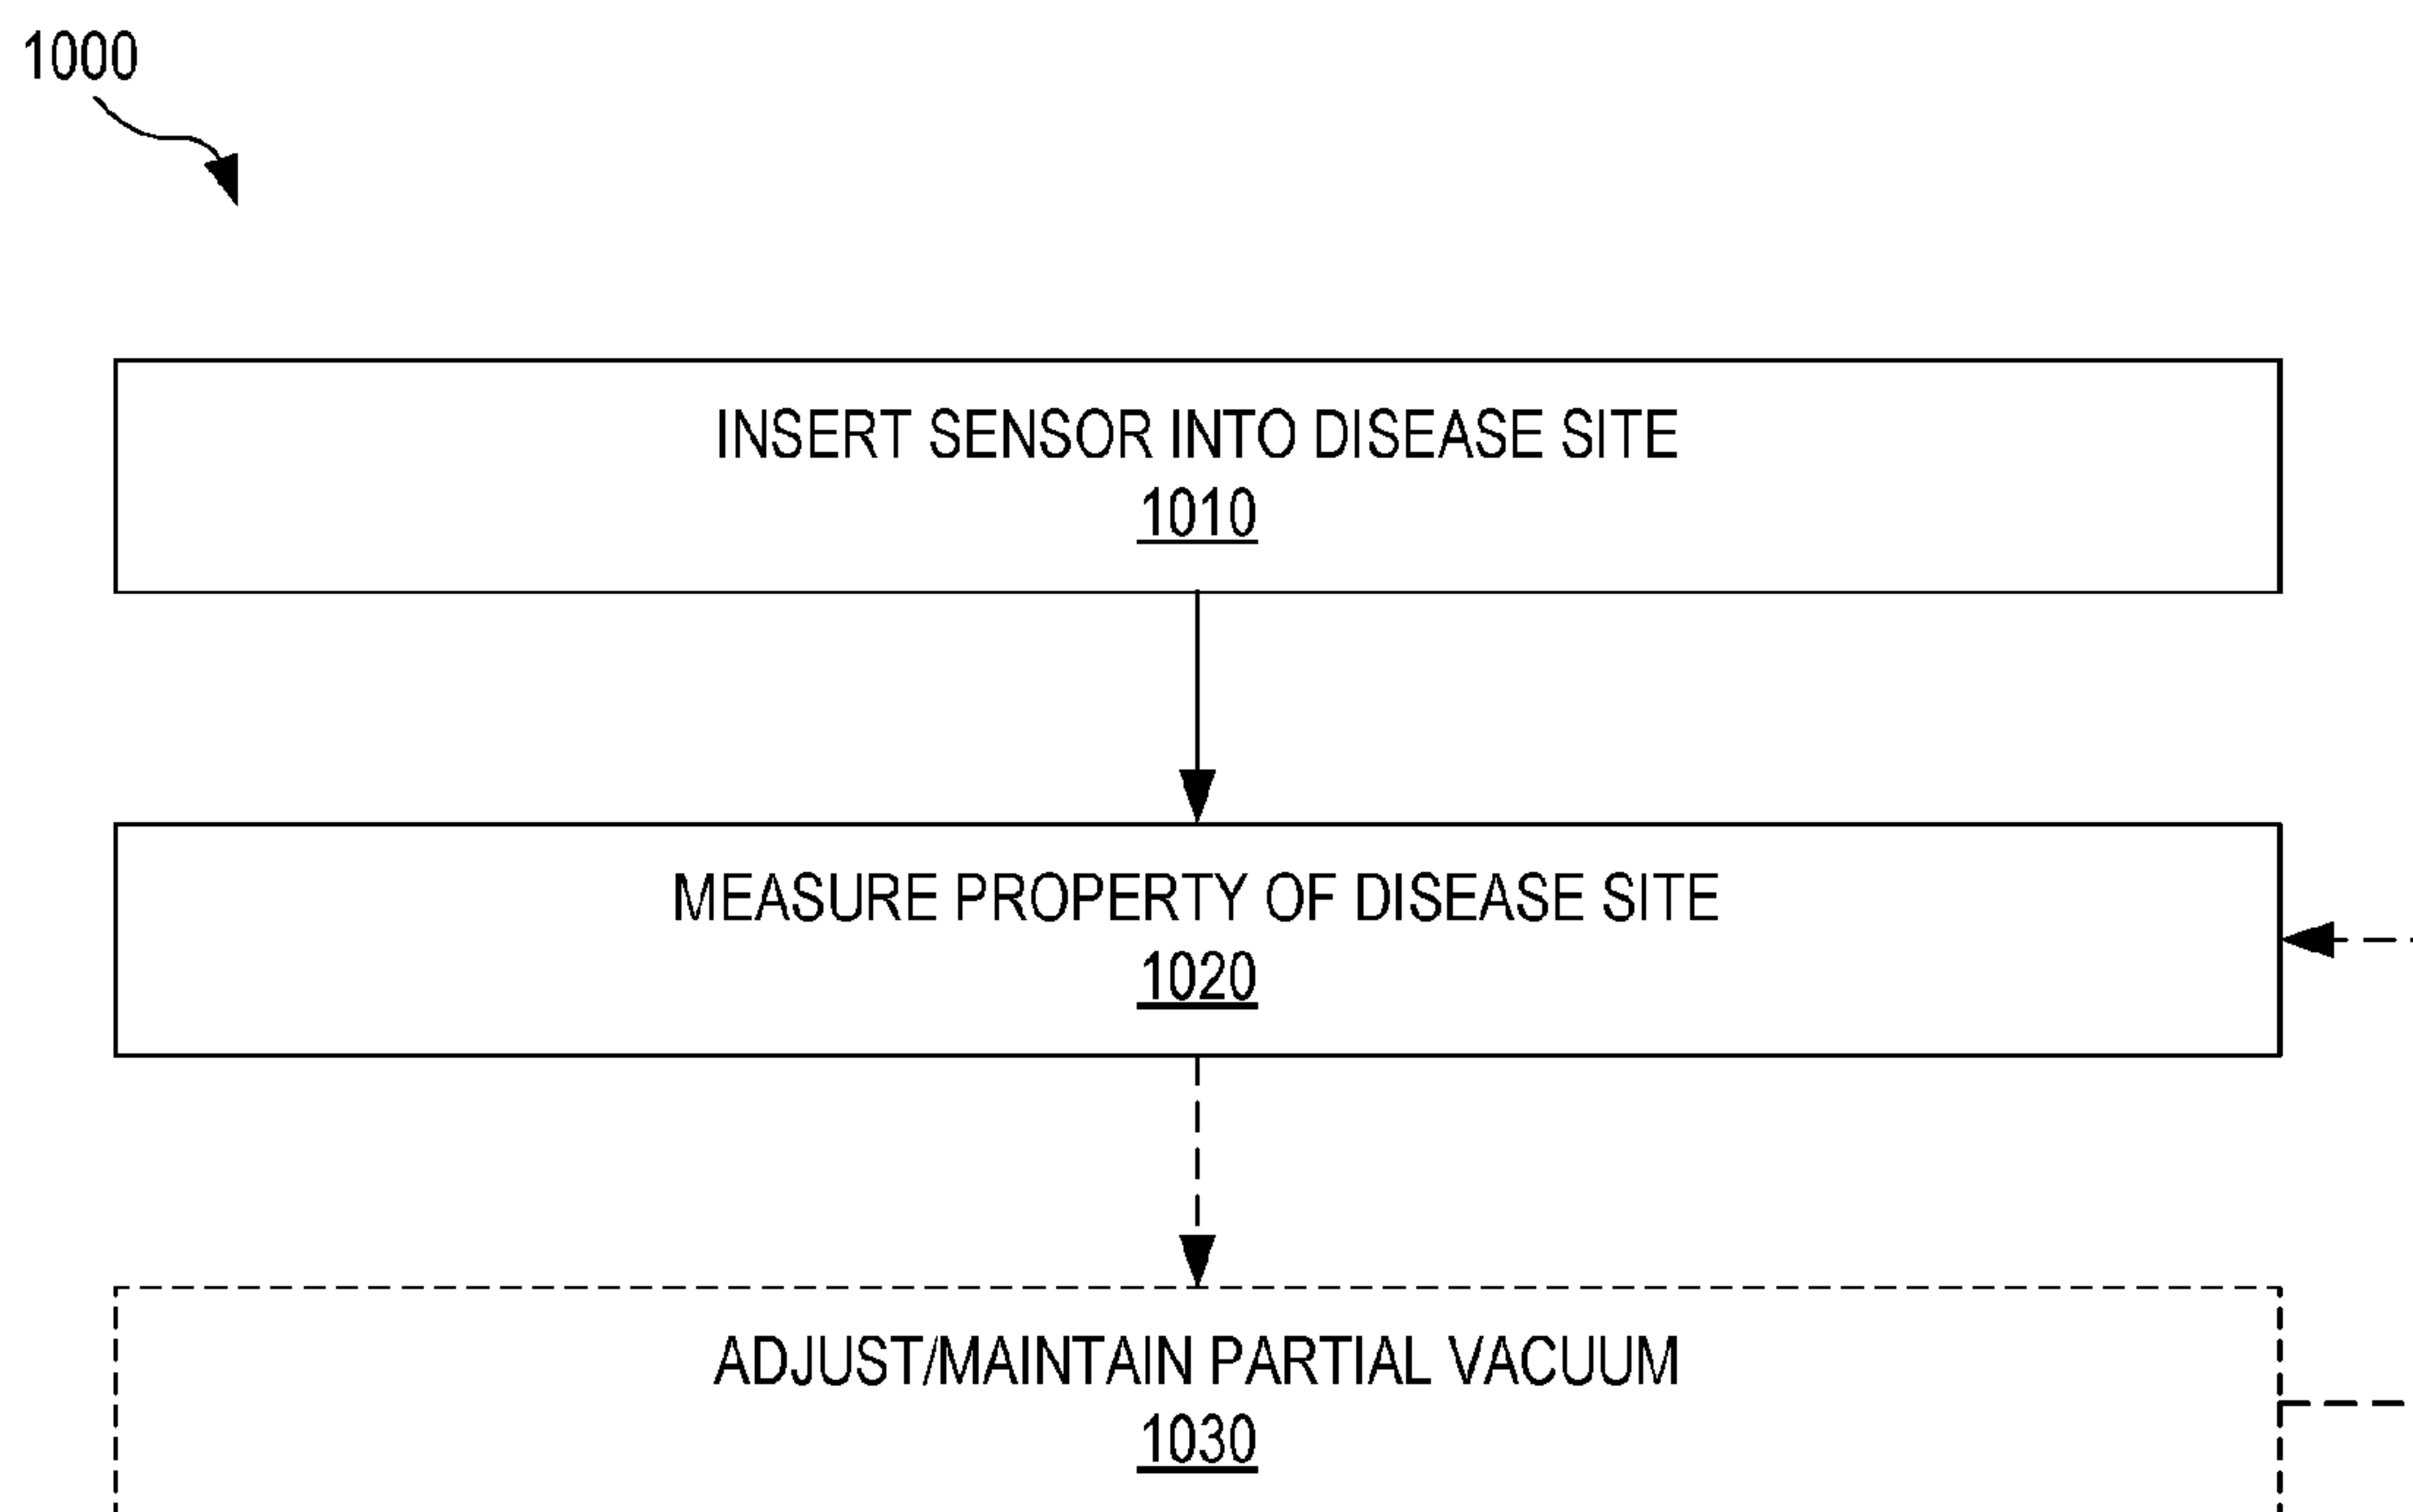 1000
INSERT SENSOR INTO DISEASE SITE
1010
MEASURE PROPERTY OF DISEASE SITE
1020
ADJUST/MAINTAIN PARTIAL VACUUM
1030